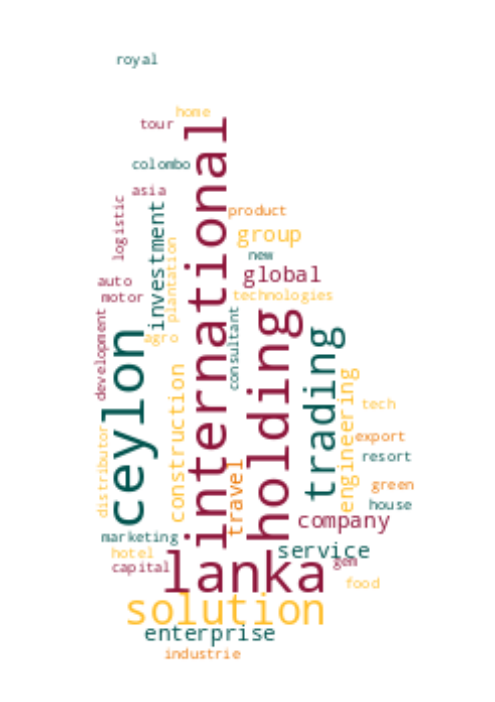 royal
home
tour
international
colombo
asia
logistic
investment
product
group
plantation
new
global
auto
motor
technologies
consultant
development
holding
trading
ceylon
agro
construction
engineering
tech
distributor
export
travel
resort
green
house
company
marketing
service
hotel
lanka
capital
gem
food
solution
enterprise
industrie